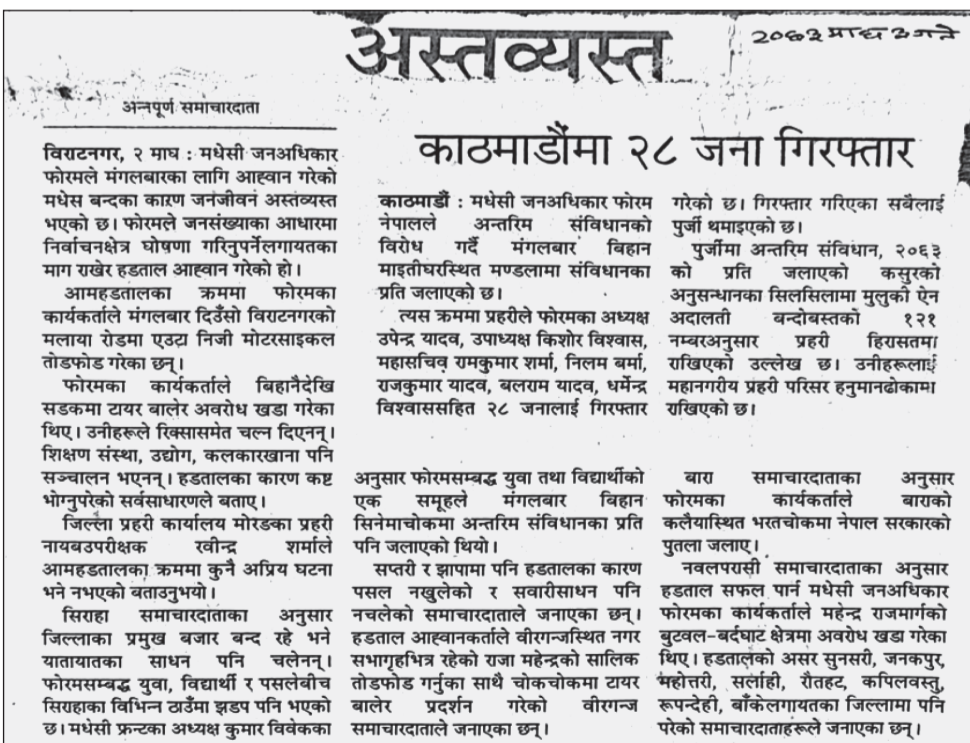 अस्तव्यस्त
२०६३ माघ ३ गते
अन्नपूर्ण समाचारदाता
विराटनगर, २ माघ : मधेसी जनअधिकार
फोरमले मंगलबारका लागि आह्वान गरेको
मधेस बन्दका कारण जनजीवन अस्तव्यस्त
भएको छ। फोरमले जनसंख्याका आधारमा
निर्वाचनक्षेत्र घोषणा गरिनुपर्नेलगायतका
माग राखेर हडताल आह्वान गरेको हो।
आमहडतालका क्रममा फोरमका
कार्यकर्ताले मंगलबार दिउँसो विराटनगरको
मलाया रोडमा एउटा निजी मोटरसाइकल
तोडफोड गरेका छन्।
फोरमका कार्यकर्ताले बिहानैदेखि
सडकमा टायर बालेर अवरोध खडा गरेका
थिए। उनीहरूले रिक्सासमेत चल्न दिएनन्।
शिक्षण संस्था, उद्योग, कलकारखाना पनि
सञ्चालन भएनन्। हडतालका कारण कष्ट
भोग्नुपरेको सर्वसाधारणले बताए।
जिल्ला प्रहरी कार्यालय मोरङका प्रहरी
नायबउपरीक्षक रवीन्द्र शर्माले
आमहडतालका क्रममा कुनै अप्रिय घटना
भने नभएको बताउनुभयो।
सिराहा समाचारदाताका अनुसार
जिल्लाका प्रमुख बजार बन्द रहे भने
यातायातका साधन पनि चलेनन्।
फोरमसम्बद्ध युवा, विद्यार्थी र पसलेबीच
सिराहाका विभिन्न ठाउँमा झडप पनि भएको
छ। मधेसी फ्रन्टका अध्यक्ष कुमार विवेकका
काठमाडौंमा २८ जना गिरफ्तार
काठमाडौं : मधेसी जनअधिकार फोरम
नेपालले अन्तरिम संविधानको
विरोध गर्दै मंगलबार बिहान
माइतीघरस्थित मण्डलामा संविधानका
प्रति जलाएको छ।
त्यस क्रममा प्रहरीले फोरमका अध्यक्ष
उपेन्द्र यादव, उपाध्यक्ष किशोर विश्वास,
महासचिव रामकुमार शर्मा, निलम बर्मा,
राजकुमार यादव, बलराम यादव, धर्मेन्द्र
विश्वाससहित २८ जनालाई गिरफ्तार
गरेको छ। गिरफ्तार गरिएका सबैलाई
पुर्जी थमाइएको छ।
पुर्जीमा अन्तरिम संविधान, २०६३
को प्रति जलाएको कसुरको
अनुसन्धानका सिलसिलामा मुलुकी ऐन
अदालती बन्दोबस्तको १२१
नम्बरअनुसार प्रहरी हिरासतमा
राखिएको उल्लेख छ। उनीहरूलाई
महानगरीय प्रहरी परिसर हनुमानढोकामा
राखिएको छ।
अनुसार फोरमसम्बद्ध युवा तथा विद्यार्थीको
एक समूहले मंगलबार बिहान
सिनेमाचोकमा अन्तरिम संविधानका प्रति
पनि जलाएको थियो।
सप्तरी र झापामा पनि हडतालका कारण
पसल नखुलेको र सवारीसाधन पनि
नचलेको समाचारदाताले जनाएका छन्।
हडताल आह्वानकर्ताले वीरगन्जस्थित नगर
सभागृहभित्र रहेको राजा महेन्द्रको सालिक
तोडफोड गर्नुका साथै चोकचोकमा टायर
बालेर प्रदर्शन गरेको वीरगन्ज
समाचारदाताले जनाएका छन्।
बारा समाचारदाताका अनुसार
फोरमका कार्यकर्ताले बाराको
कलैयास्थित भरतचोकमा नेपाल सरकारको
पुतला जलाए।
नवलपरासी समाचारदाताका अनुसार
हडताल सफल पार्न मधेसी जनअधिकार
फोरमका कार्यकर्ताले महेन्द्र राजमार्गको
बुटवल–बर्दघाट क्षेत्रमा अवरोध खडा गरेका
थिए। हडतालको असर सुनसरी, जनकपुर,
महोत्तरी, सर्लाही, रौतहट, कपिलवस्तु,
रूपन्देही, बाँकेलगायतका जिल्लामा पनि
परेको समाचारदाताहरूले जनाएका छन्।